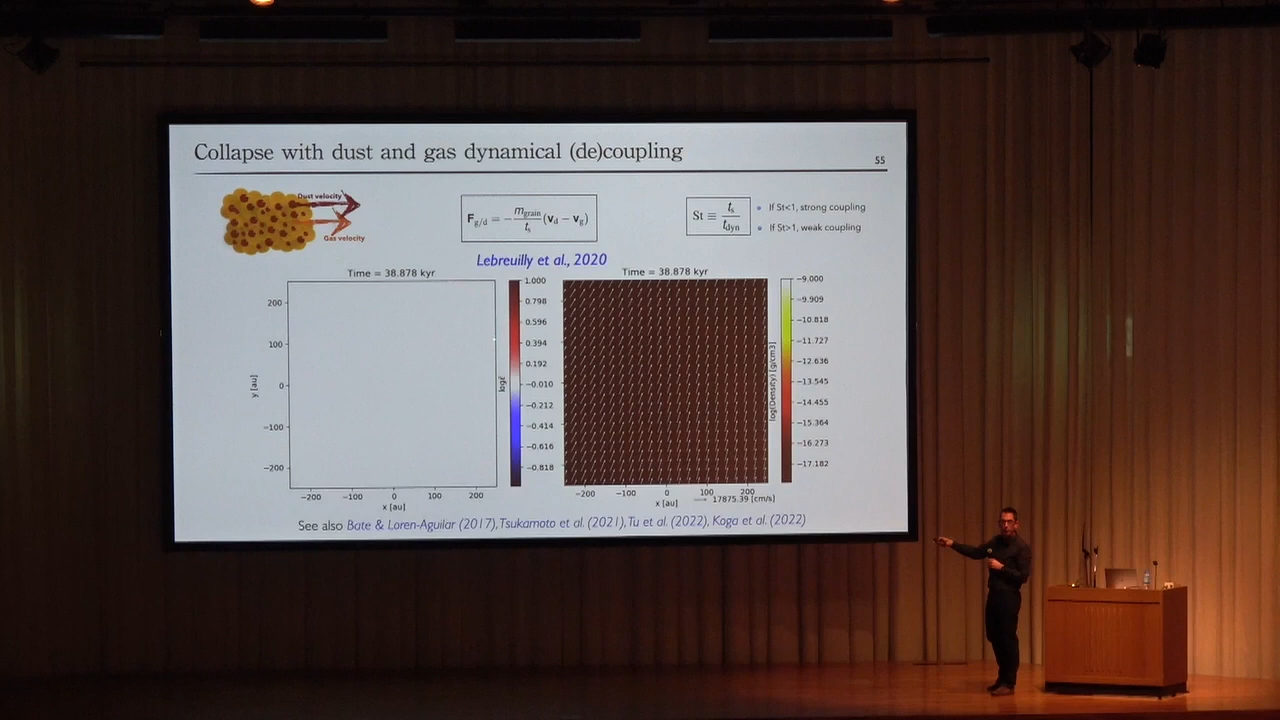 Collapse with dust and gas dynamical (de)coupling
55
Dust velocity
Gas velocity
F_g/d = − m_grain / t_s (v_d − v_g)
St ≡ t_s / t_dyn
• If St<1, strong coupling
• If St>1, weak coupling
Lebreuilly et al., 2020
Time = 38.878 kyr
200
100
0
−100
−200
y [au]
−200 −100 0 100 200
x [au]
1.000
0.798
0.596
0.394
0.192
−0.010
−0.212
−0.414
−0.616
−0.818
Time = 38.878 kyr
−200 −100 0 100 200
x [au]
17875.39 [cm/s]
log(Density) [g/cm3]
−9.000
−9.909
−10.818
−11.727
−12.636
−13.545
−14.455
−15.364
−16.273
−17.182
See also Bate & Loren-Aguilar (2017), Tsukamoto et al. (2021), Tu et al. (2022), Koga et al. (2022)